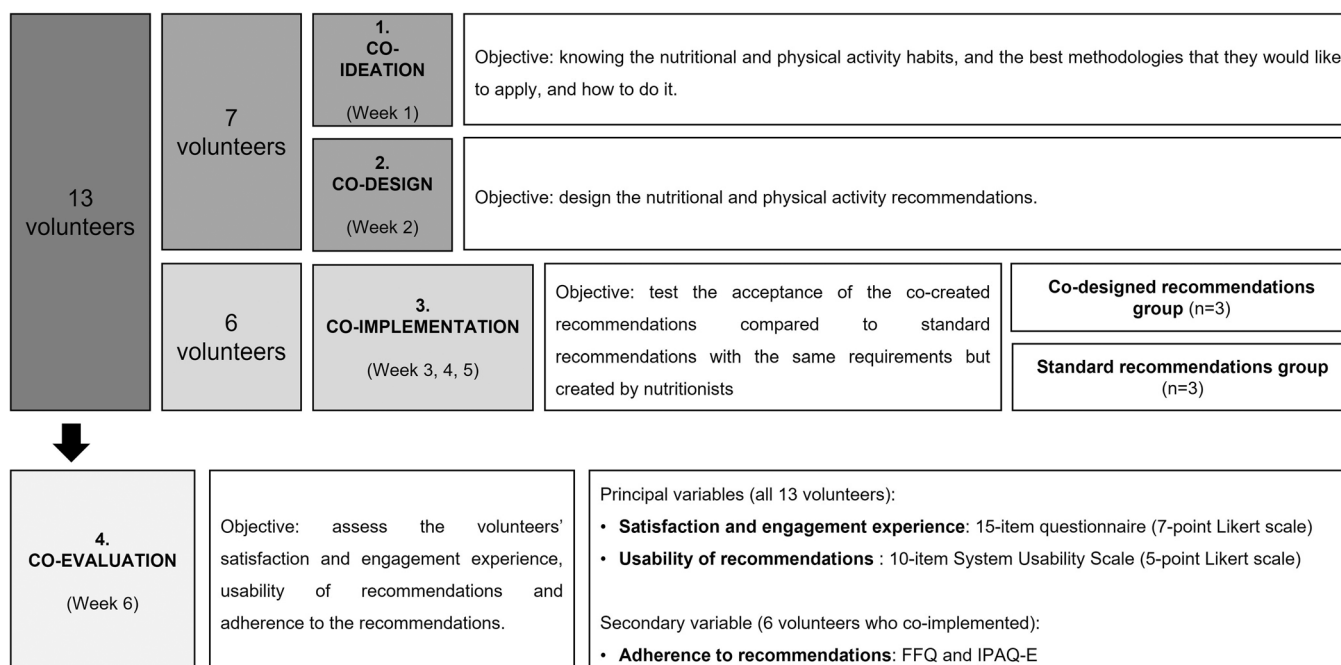 13
volunteers
7
volunteers
1.
CO-
IDEATION
(Week 1)
Objective: knowing the nutritional and physical activity habits, and the best methodologies that they would like
to apply, and how to do it.
2.
CO-DESIGN
(Week 2)
Objective: design the nutritional and physical activity recommendations.
6
volunteers
3.
CO-IMPLEMENTATION
(Week 3, 4, 5)
Objective: test the acceptance of the co-created
recommendations compared to standard
recommendations with the same requirements but
created by nutritionists
Co-designed recommendations
group (n=3)
Standard recommendations group
(n=3)
4.
CO-EVALUATION
(Week 6)
Objective: assess the volunteers’
satisfaction and engagement experience,
usability of recommendations and
adherence to the recommendations.
Principal variables (all 13 volunteers):
• Satisfaction and engagement experience: 15-item questionnaire (7-point Likert scale)
• Usability of recommendations : 10-item System Usability Scale (5-point Likert scale)
Secondary variable (6 volunteers who co-implemented):
• Adherence to recommendations: FFQ and IPAQ-E